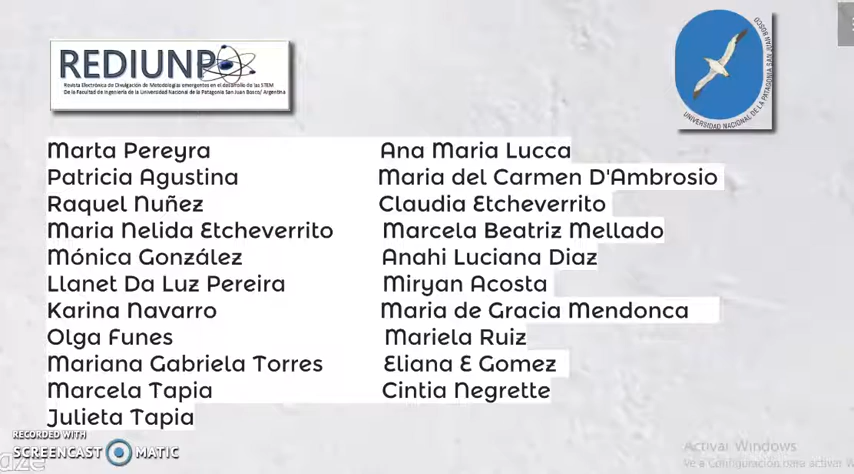 REDIUNP
Revista Electrónica de Divulgación de Metodologías emergentes en el desarrollo de las STEM
De la Facultad de Ingeniería de la Universidad Nacional de la Patagonia San Juan Bosco/ Argentina
UNIVERSIDAD NACIONAL DE LA PATAGONIA SAN JUAN BOSCO
Marta Pereyra
Patricia Agustina
Raquel Nuñez
Maria Nelida Etcheverrito
Mónica González
Llanet Da Luz Pereira
Karina Navarro
Olga Funes
Mariana Gabriela Torres
Marcela Tapia
Julieta Tapia
Ana Maria Lucca
Maria del Carmen D'Ambrosio
Claudia Etcheverrito
Marcela Beatriz Mellado
Anahi Luciana Diaz
Miryan Acosta
Maria de Gracia Mendonca
Mariela Ruiz
Eliana E Gomez
Cintia Negrette
RECORDED WITH
SCREENCAST MATIC
Activar Windows
Ve a Configuración para activar W